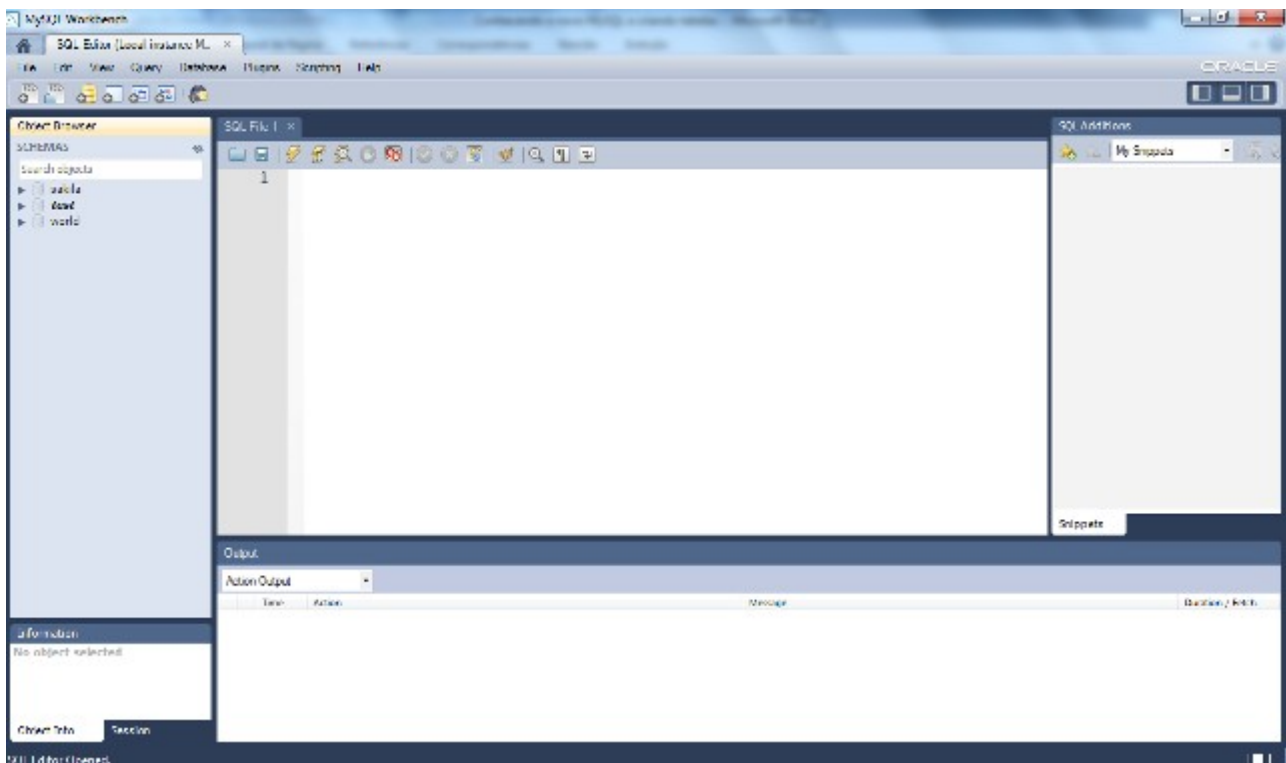 MySQL Workbench
SQL Editor (Local instance M...
File Edit View Query Database Plugins Scripting Help
ORACLE
Object Browser
SQL File 1
SQL Additions
SCHEMAS
My Snippets
Search objects
1
sakila
test
world
Snippets
Output
Action Output
Time Action Message Duration / Fetch
Information
No object selected
Object Info Session
SQL Editor Opened.